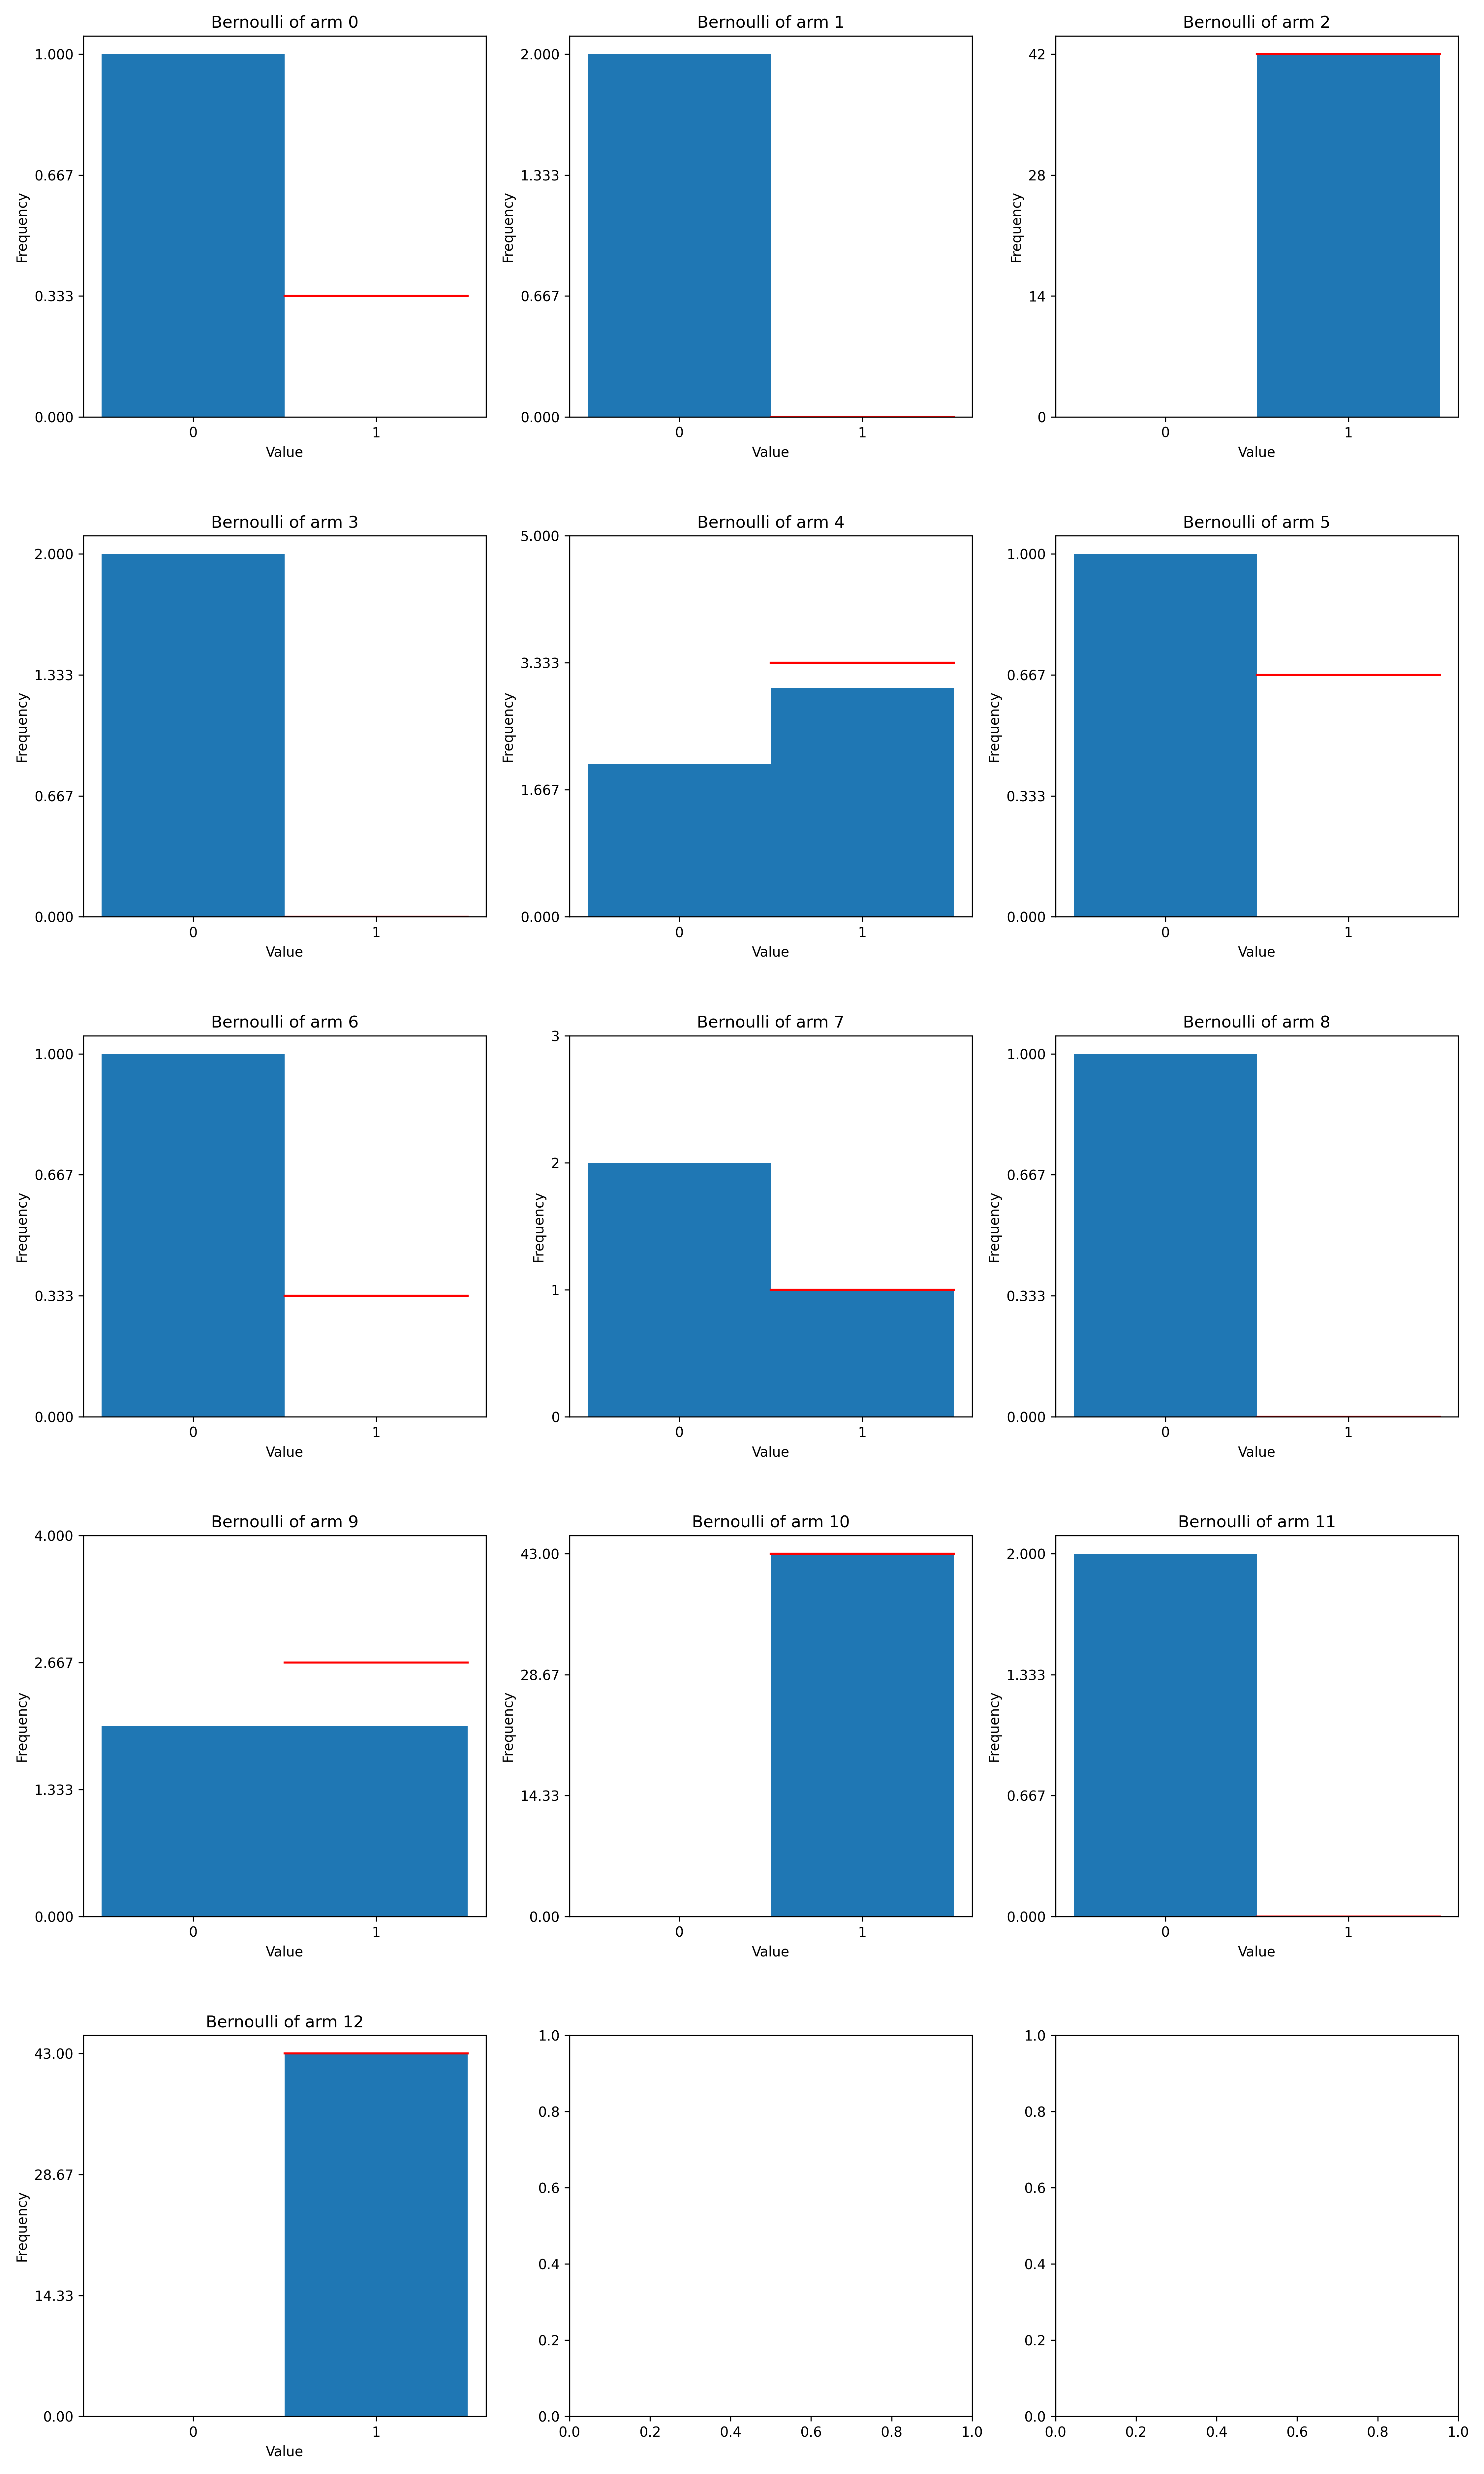 Bernoulli of arm 0
1.000
0.667
0.333
0.000
Frequency
0 1
Value
Bernoulli of arm 1
2.000
1.333
0.667
0.000
Frequency
0 1
Value
Bernoulli of arm 2
42
28
14
0
Frequency
0 1
Value
Bernoulli of arm 3
2.000
1.333
0.667
0.000
Frequency
0 1
Value
Bernoulli of arm 4
5.000
3.333
1.667
0.000
Frequency
0 1
Value
Bernoulli of arm 5
1.000
0.667
0.333
0.000
Frequency
0 1
Value
Bernoulli of arm 6
1.000
0.667
0.333
0.000
Frequency
0 1
Value
Bernoulli of arm 7
3
2
1
0
Frequency
0 1
Value
Bernoulli of arm 8
1.000
0.667
0.333
0.000
Frequency
0 1
Value
Bernoulli of arm 9
4.000
2.667
1.333
0.000
Frequency
0 1
Value
Bernoulli of arm 10
43.00
28.67
14.33
0.00
Frequency
0 1
Value
Bernoulli of arm 11
2.000
1.333
0.667
0.000
Frequency
0 1
Value
Bernoulli of arm 12
43.00
28.67
14.33
0.00
Frequency
0 1
Value
1.0
0.8
0.6
0.4
0.2
0.0
0.0 0.2 0.4 0.6 0.8 1.0
1.0
0.8
0.6
0.4
0.2
0.0
0.0 0.2 0.4 0.6 0.8 1.0